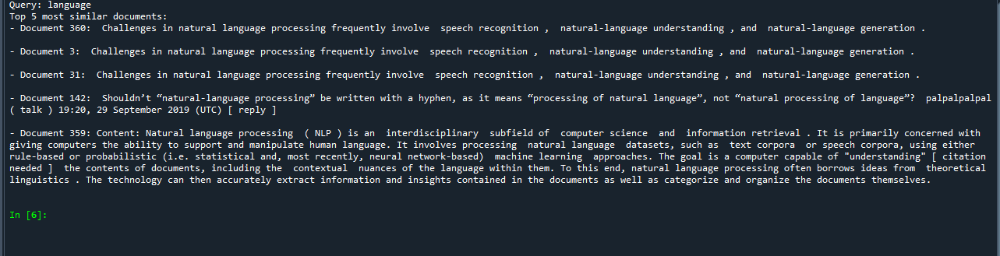 Query: language
Top 5 most similar documents:
- Document 360:  Challenges in natural language processing frequently involve  speech recognition ,  natural-language understanding , and  natural-language generation .
- Document 3:  Challenges in natural language processing frequently involve  speech recognition ,  natural-language understanding , and  natural-language generation .
- Document 31:  Challenges in natural language processing frequently involve  speech recognition ,  natural-language understanding , and  natural-language generation .
- Document 142:  Shouldn’t “natural-language processing” be written with a hyphen, as it means “processing of natural language”, not “natural processing of language”?  palpalpalpal
( talk ) 19:20, 29 September 2019 (UTC) [ reply ]
- Document 359: Content: Natural language processing  ( NLP ) is an  interdisciplinary  subfield of  computer science  and  information retrieval . It is primarily concerned with
giving computers the ability to support and manipulate human language. It involves processing  natural language  datasets, such as  text corpora  or speech corpora, using either
rule-based or probabilistic (i.e. statistical and, most recently, neural network-based)  machine learning  approaches. The goal is a computer capable of "understanding" [ citation
needed ]  the contents of documents, including the  contextual  nuances of the language within them. To this end, natural language processing often borrows ideas from  theoretical
linguistics . The technology can then accurately extract information and insights contained in the documents as well as categorize and organize the documents themselves.
In [6]: